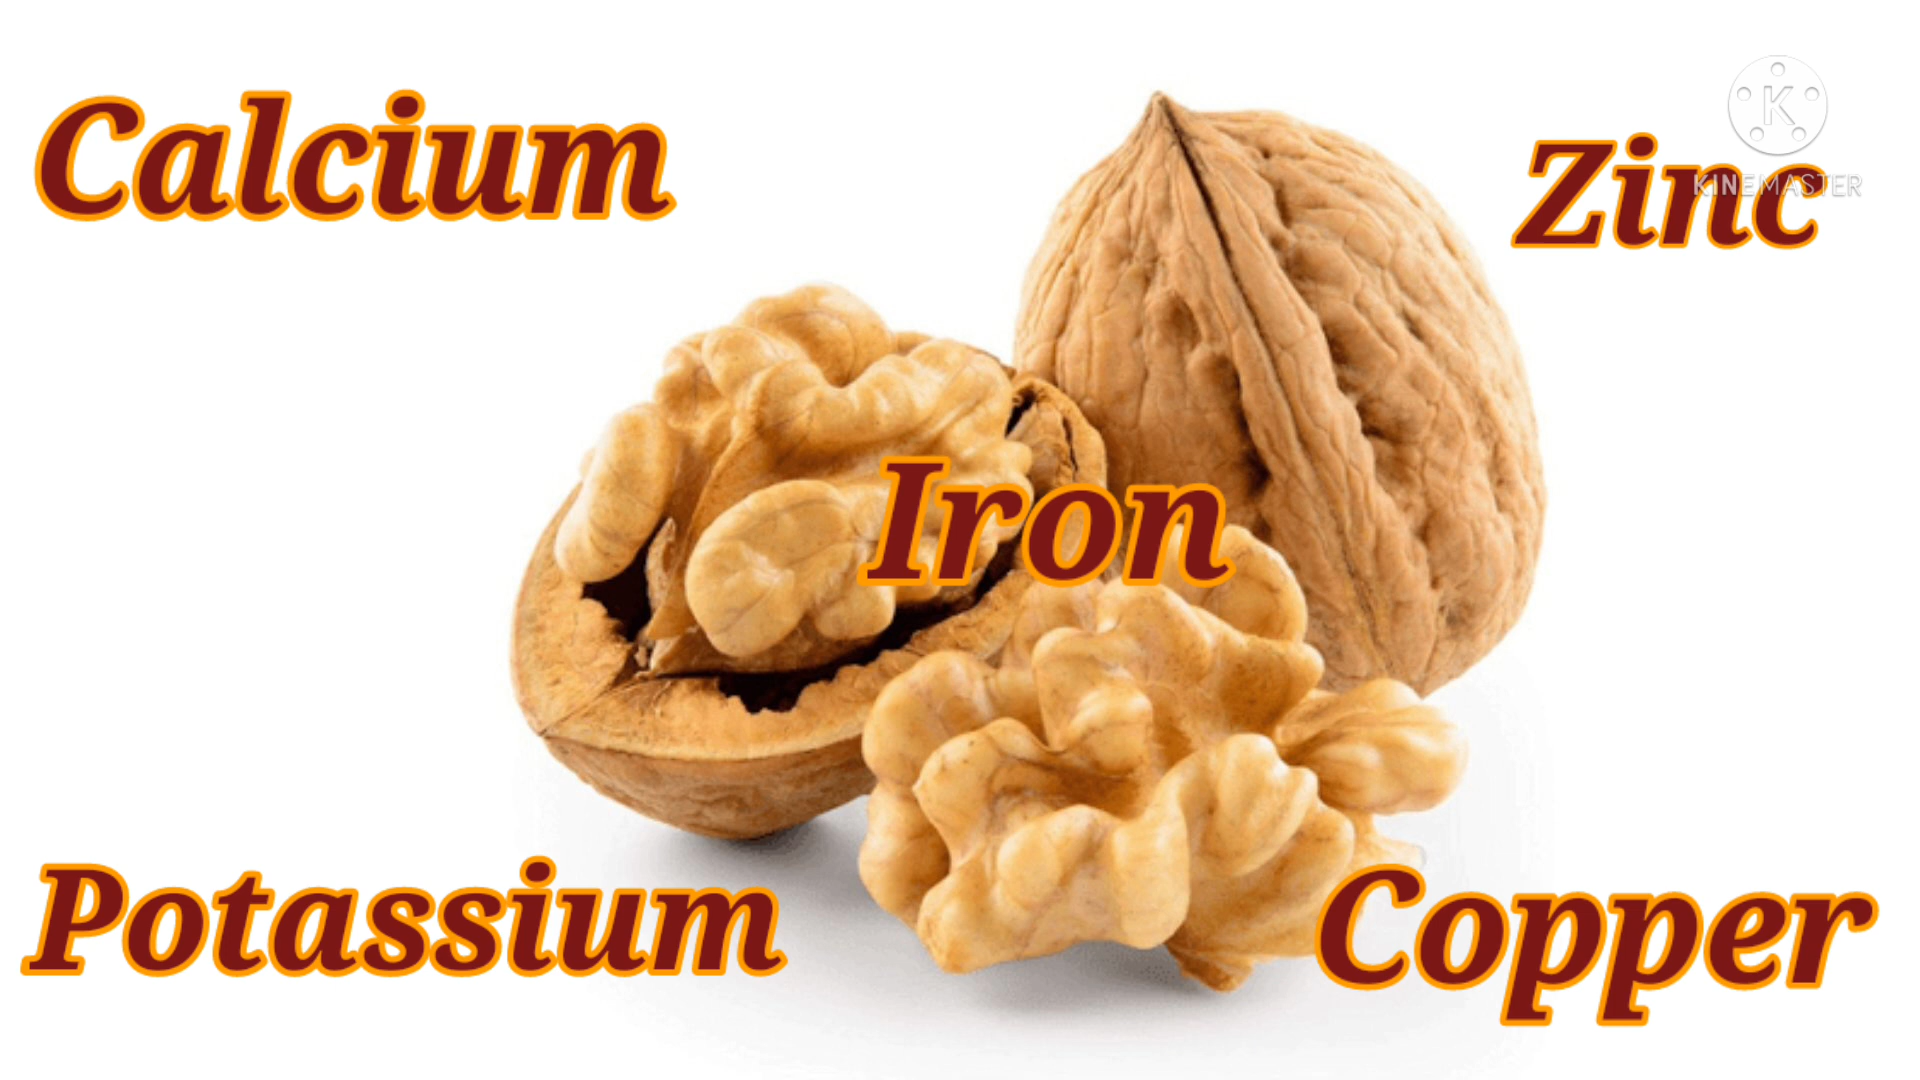 Calcium
Zinc
K
KINEMASTER
Iron
Potassium
Copper